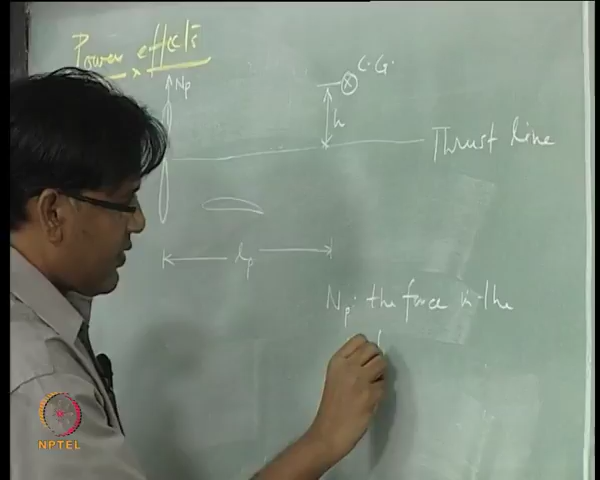 Power effects
Np
C.G.
h
Thrust line
lp
Np: the force in the
NPTEL